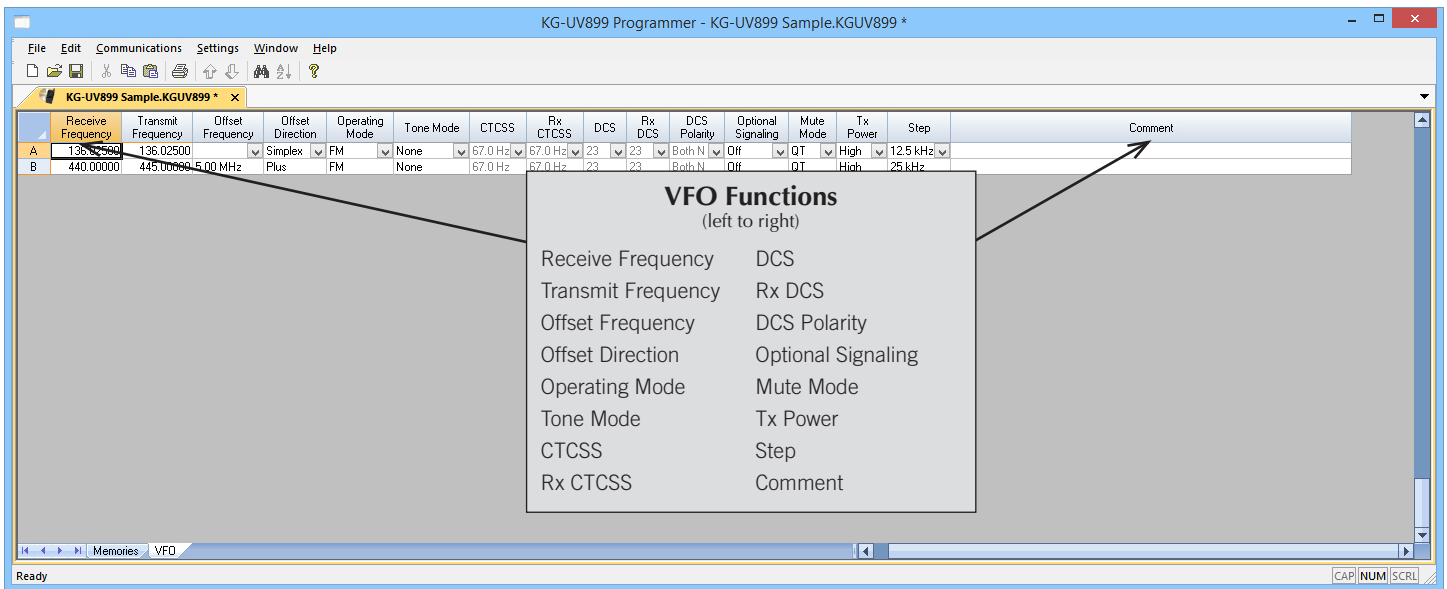 KG-UV899 Programmer - KG-UV899 Sample.KGUV899 *
File Edit Communications Settings Window Help
KG-UV899 Sample.KGUV899 * x
Receive Frequency Transmit Frequency Offset Frequency Offset Direction Operating Mode Tone Mode CTCSS Rx CTCSS DCS Rx DCS DCS Polarity Optional Signaling Mute Mode Tx Power Step Comment
A 136.02500 136.02500 Simplex FM None 67.0 Hz 67.0 Hz 23 23 Both N Off QT High 12.5 kHz
B 440.00000 445.00000 5.00 MHz Plus FM None 67.0 Hz 67.0 Hz 23 23 Both N Off QT High 25 kHz
VFO Functions
(left to right)
Receive Frequency
Transmit Frequency
Offset Frequency
Offset Direction
Operating Mode
Tone Mode
CTCSS
Rx CTCSS
DCS
Rx DCS
DCS Polarity
Optional Signaling
Mute Mode
Tx Power
Step
Comment
Memories VFO
Ready
CAP NUM SCRL